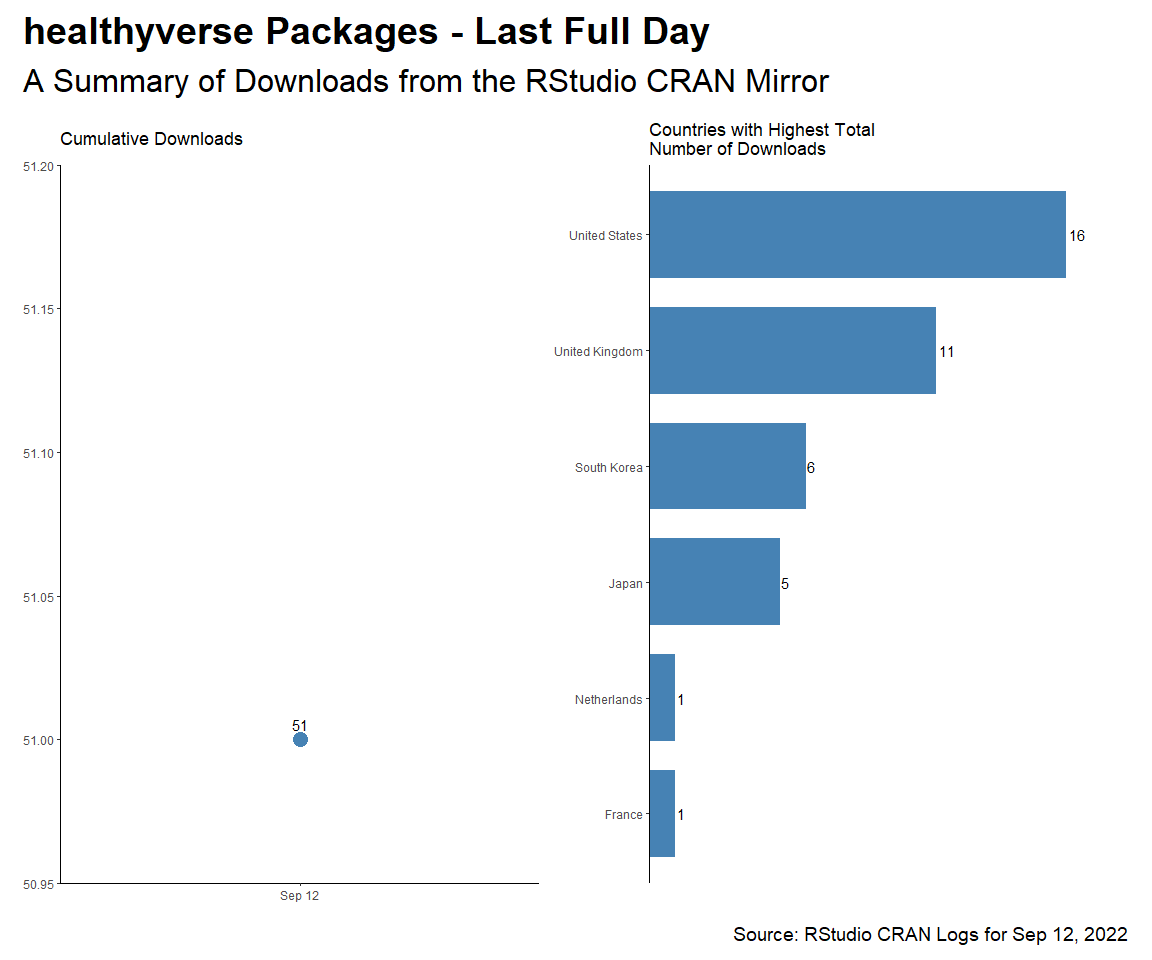 healthyverse Packages - Last Full Day
A Summary of Downloads from the RStudio CRAN Mirror
Cumulative Downloads
51.20
51.15
51.10
51.05
51.00
50.95
51
Sep 12
Countries with Highest Total
Number of Downloads
United States
16
United Kingdom
11
South Korea
6
Japan
5
Netherlands
1
France
1
Source: RStudio CRAN Logs for Sep 12, 2022